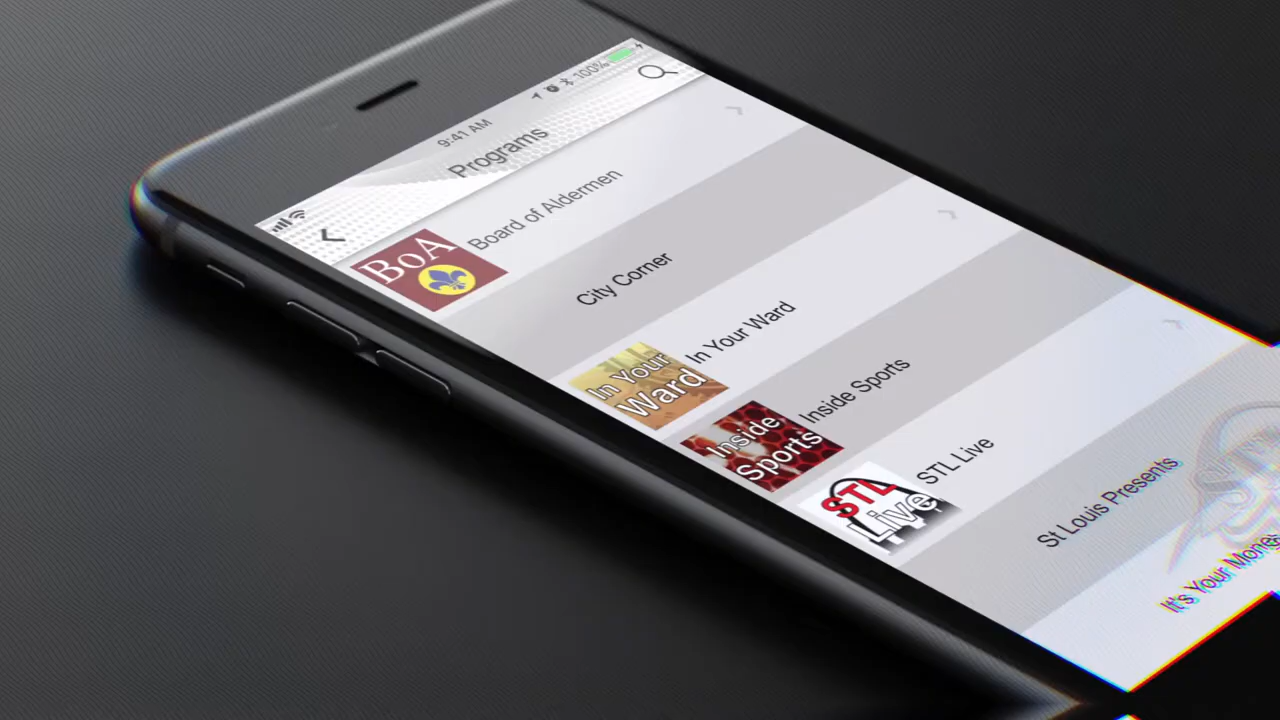 9:41 AM
100%
Programs
BoA
Board of Aldermen
City Corner
In Your
Ward
In Your Ward
Inside
Sports
Inside Sports
STL
Live
STL Live
St Louis Presents
It's Your Money